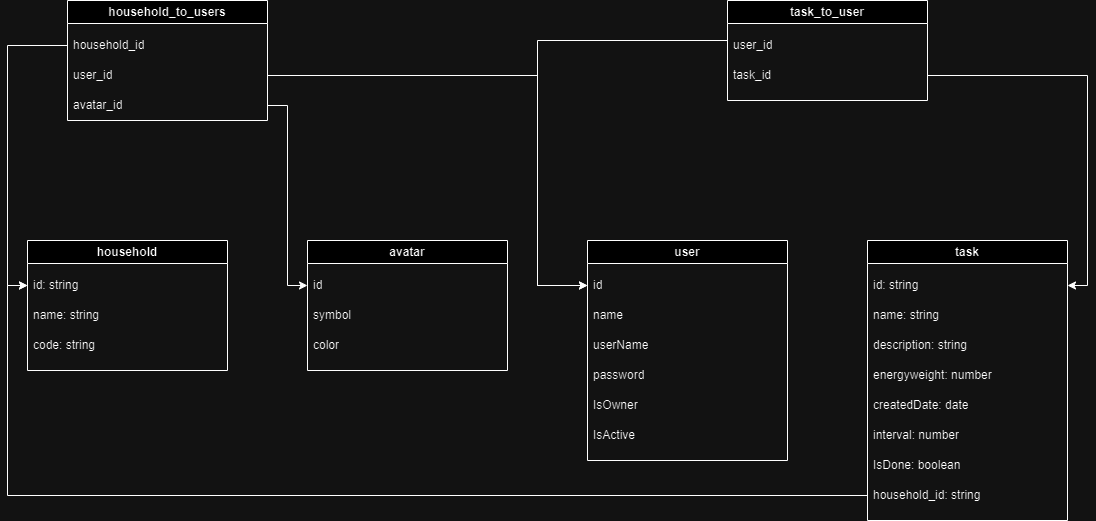 household_to_users
household_id
user_id
avatar_id
task_to_user
user_id
task_id
household
id: string
name: string
code: string
avatar
id
symbol
color
user
id
name
userName
password
IsOwner
IsActive
task
id: string
name: string
description: string
energyweight: number
createdDate: date
interval: number
IsDone: boolean
household_id: string